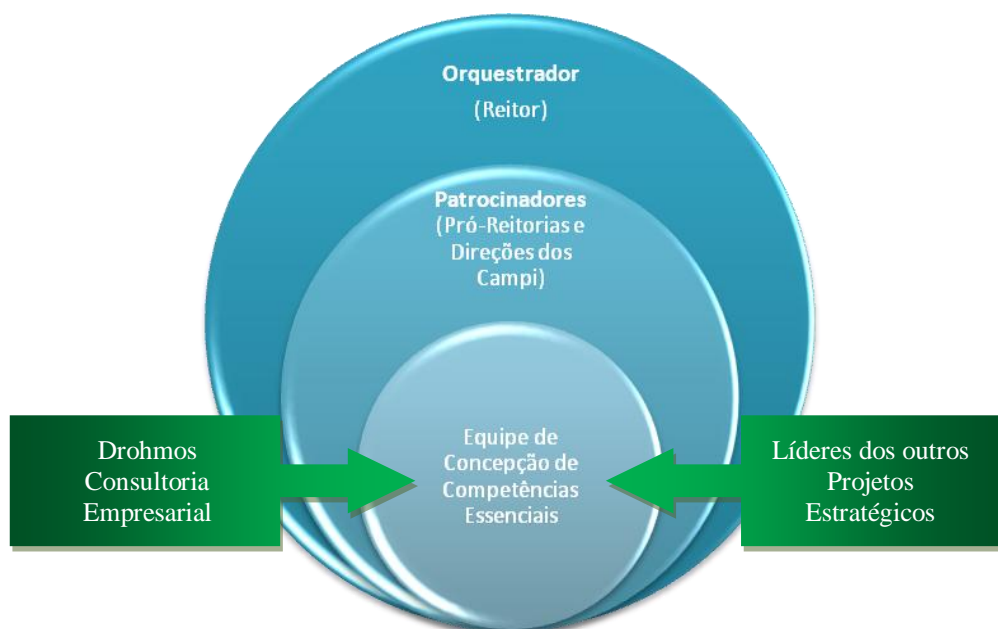 Orquestrador
(Reitor)
Patrocinadores
(Pró-Reitorias e
Direções dos
Campi)
Drohmos
Consultoria
Empresarial
Equipe de
Concepção de
Competências
Essenciais
Líderes dos outros
Projetos
Estratégicos